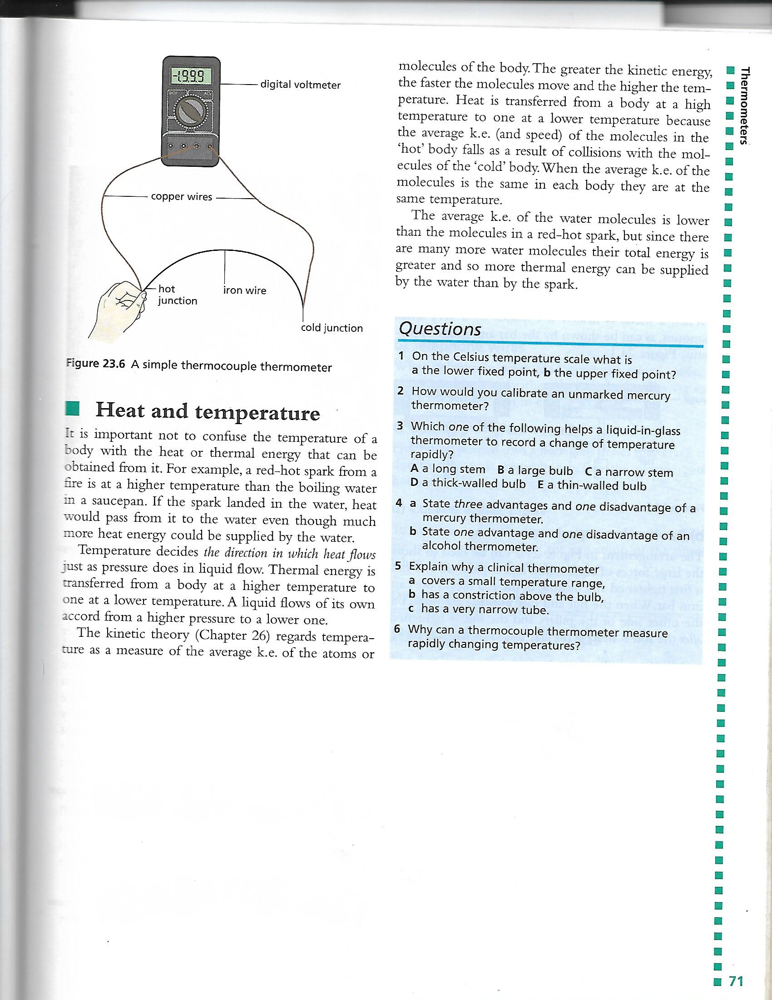 -1.9.9.9
DCV ACV
digital voltmeter
copper wires
hot
junction
iron wire
cold junction
Figure 23.6 A simple thermocouple thermometer
Heat and temperature
It is important not to confuse the temperature of a
body with the heat or thermal energy that can be
obtained from it. For example, a red-hot spark from a
fire is at a higher temperature than the boiling water
in a saucepan. If the spark landed in the water, heat
would pass from it to the water even though much
more heat energy could be supplied by the water.
Temperature decides the direction in which heat flows
just as pressure does in liquid flow. Thermal energy is
transferred from a body at a higher temperature to
one at a lower temperature. A liquid flows of its own
accord from a higher pressure to a lower one.
The kinetic theory (Chapter 26) regards tempera-
ture as a measure of the average k.e. of the atoms or
molecules of the body. The greater the kinetic energy,
the faster the molecules move and the higher the tem-
perature. Heat is transferred from a body at a high
temperature to one at a lower temperature because
the average k.e. (and speed) of the molecules in the
‘hot’ body falls as a result of collisions with the mol-
ecules of the ‘cold’ body. When the average k.e. of the
molecules is the same in each body they are at the
same temperature.
The average k.e. of the water molecules is lower
than the molecules in a red-hot spark, but since there
are many more water molecules their total energy is
greater and so more thermal energy can be supplied
by the water than by the spark.
Questions
1 On the Celsius temperature scale what is
a the lower fixed point, b the upper fixed point?
2 How would you calibrate an unmarked mercury
thermometer?
3 Which one of the following helps a liquid-in-glass
thermometer to record a change of temperature
rapidly?
A a long stem B a large bulb C a narrow stem
D a thick-walled bulb E a thin-walled bulb
4 a State three advantages and one disadvantage of a
mercury thermometer.
b State one advantage and one disadvantage of an
alcohol thermometer.
5 Explain why a clinical thermometer
a covers a small temperature range,
b has a constriction above the bulb,
c has a very narrow tube.
6 Why can a thermocouple thermometer measure
rapidly changing temperatures?
Thermometers
71